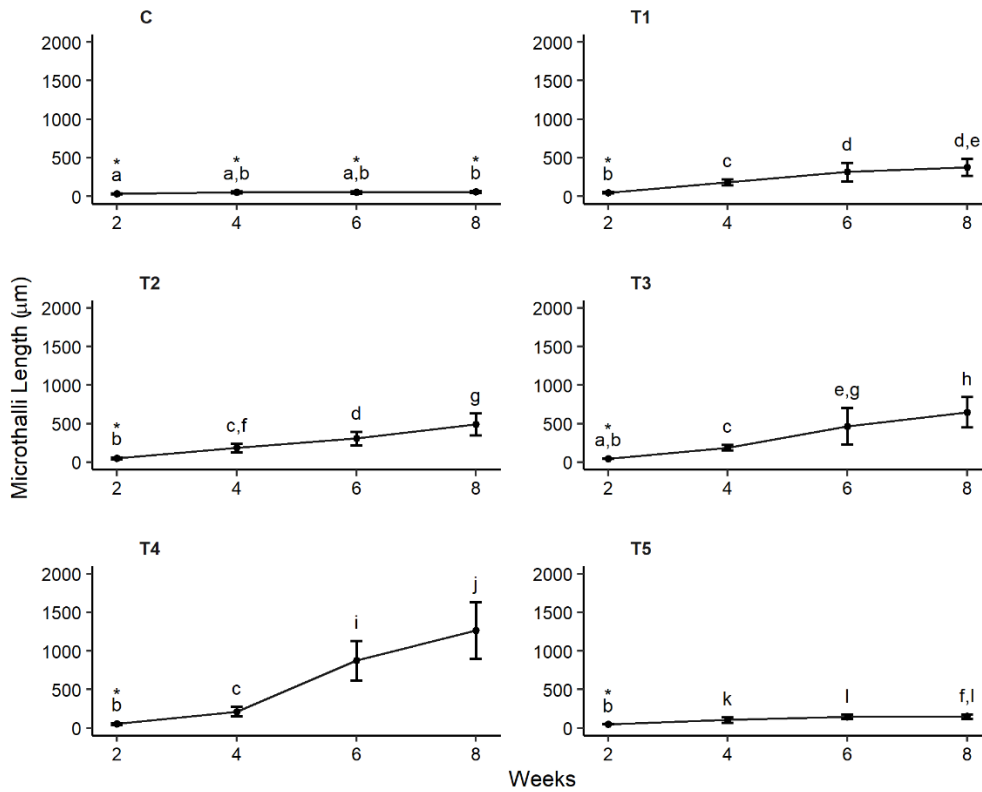 C
2000
1500
1000
500
0
*
a
*
a,b
*
a,b
*
b
2 4 6 8
T1
2000
1500
1000
500
0
*
b
c
d
d,e
2 4 6 8
Microthalli Length (μm)
T2
2000
1500
1000
500
0
*
b
c,f
d
g
2 4 6 8
T3
2000
1500
1000
500
0
*
a,b
c
e,g
h
2 4 6 8
T4
2000
1500
1000
500
0
*
b
c
i
j
2 4 6 8
T5
2000
1500
1000
500
0
*
b
k
l
f,l
2 4 6 8
Weeks